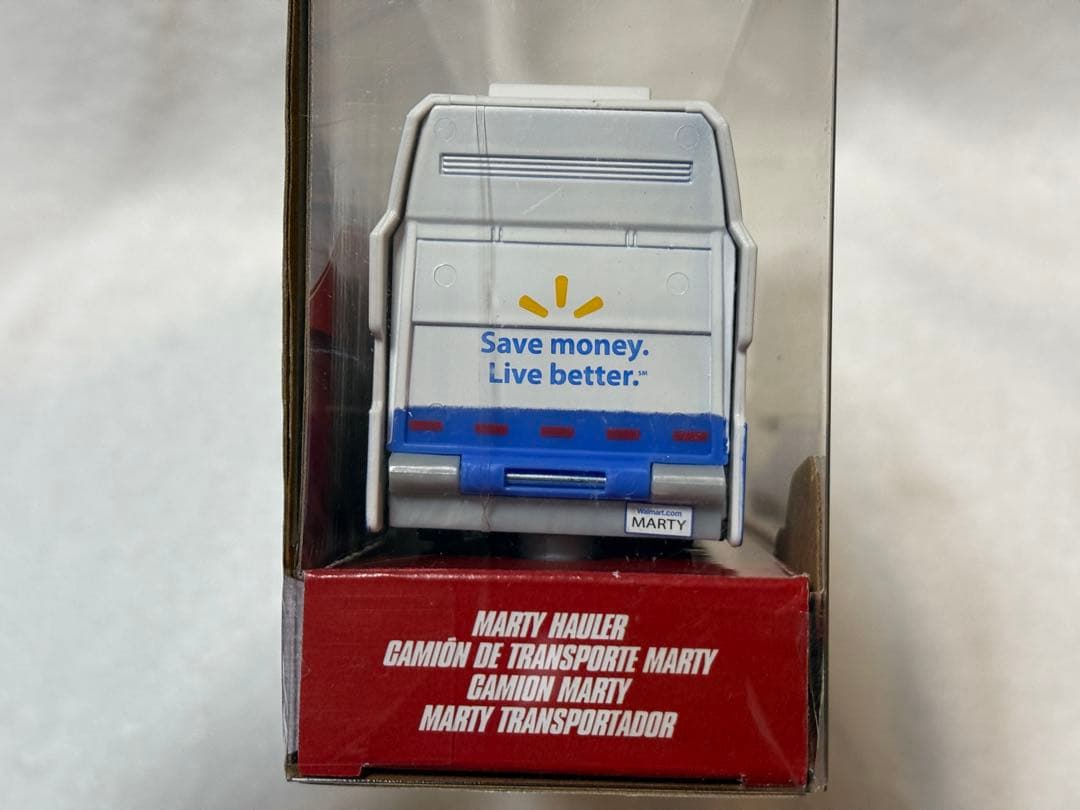 Save money.
Live better.℠
Walmart.com
MARTY
MARTY HAULER
CAMIÓN DE TRANSPORTE MARTY
CAMION MARTY
MARTY TRANSPORTADOR